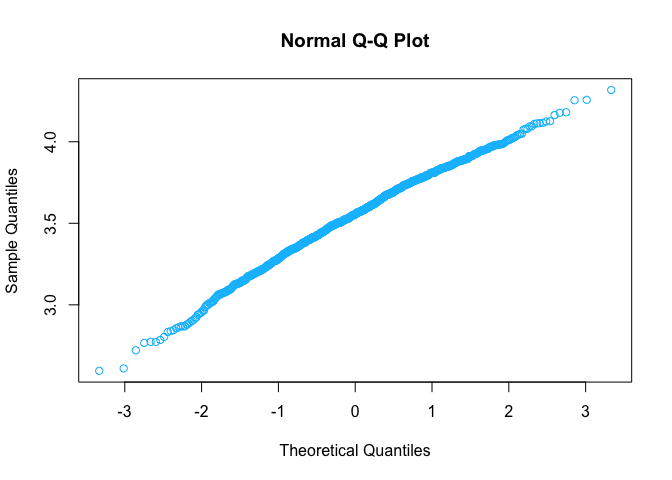 Normal Q-Q Plot
Sample Quantiles
4.0
3.5
3.0
-3 -2 -1 0 1 2 3
Theoretical Quantiles